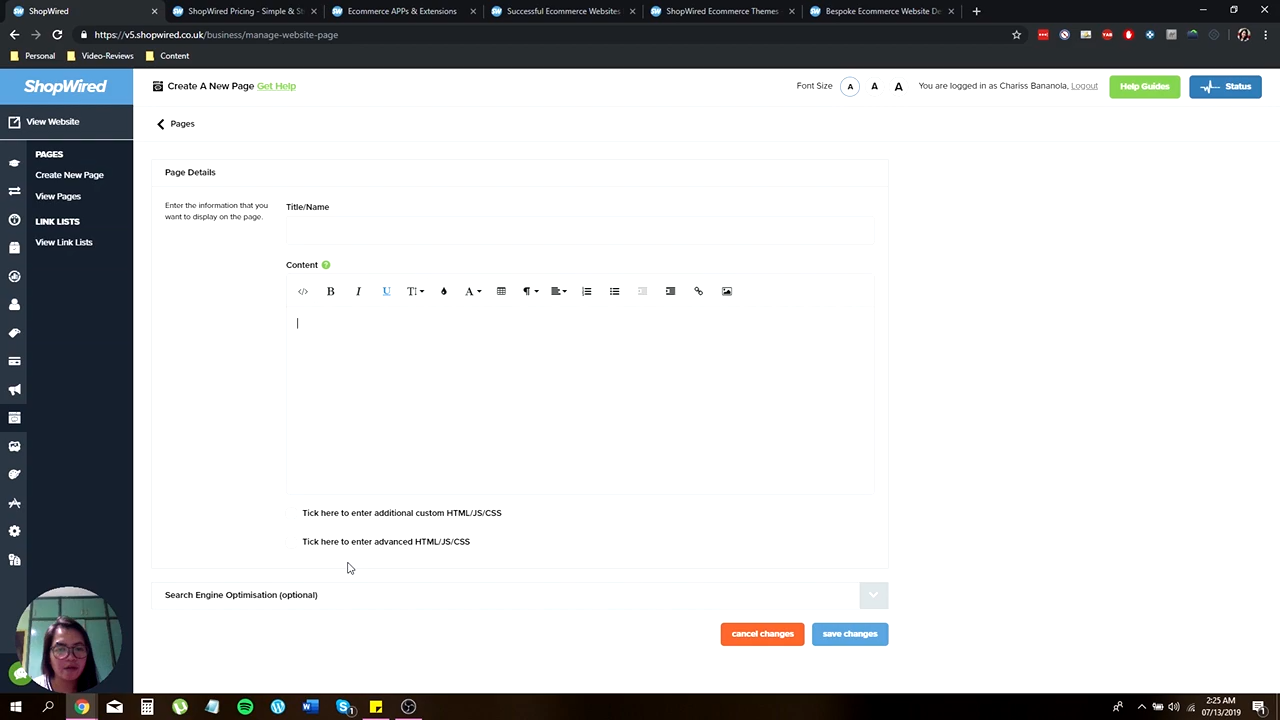 ShopWired
ShopWired Pricing - Simple & St
Ecommerce APPs & Extensions
Successful Ecommerce Websites
ShopWired Ecommerce Themes
Bespoke Ecommerce Website De
https://v5.shopwired.co.uk/business/manage-website-page
Personal
Video-Reviews
Content
ShopWired
Create A New Page Get Help
Font Size A A A
You are logged in as Chariss Bananola, Logout
Help Guides
Status
View Website
Pages
PAGES
Create New Page
View Pages
LINK LISTS
View Link Lists
Page Details
Enter the information that you
want to display on the page.
Title/Name
Content ?
</> B I U T A
Tick here to enter additional custom HTML/JS/CSS
Tick here to enter advanced HTML/JS/CSS
Search Engine Optimisation (optional)
cancel changes
save changes
2:25 AM
07/13/2019